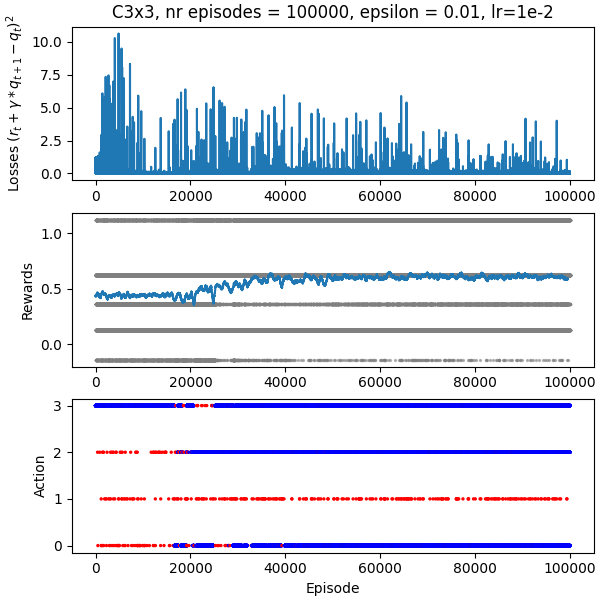 C3x3, nr episodes = 100000, epsilon = 0.01, lr=1e-2
Losses $(r_t + \gamma * q_{t+1} - q_t)^2$
10.0
7.5
5.0
2.5
0.0
0 20000 40000 60000 80000 100000
Rewards
1.0
0.5
0.0
0 20000 40000 60000 80000 100000
Action
3
2
1
0
0 20000 40000 60000 80000 100000
Episode